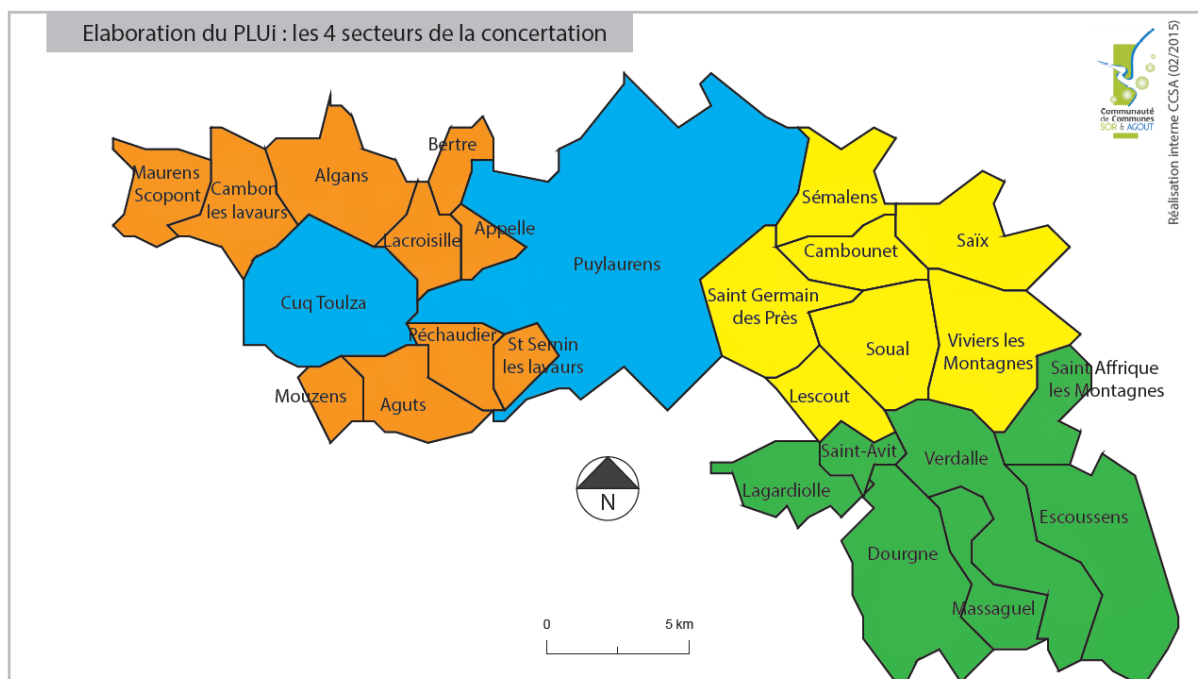 Elaboration du PLUi : les 4 secteurs de la concertation
Communauté
de Communes
SOR & AGOUT
Réalisation interne CCSA (02/2015)
Maurens
Scopont
Cambon
les lavaurs
Algans
Bertre
Lacroisille
Appelle
Cuq Toulza
Puylaurens
Péchaudier
St Sernin
les lavaurs
Mouzens
Aguts
Sémalens
Cambounet
Saïx
Saint Germain
des Près
Soual
Viviers les
Montagnes
Lescout
Saint Affrique
les Montagnes
Saint-Avit
Verdalle
Lagardiolle
Escoussens
Dourgne
Massaguel
N
0
5 km